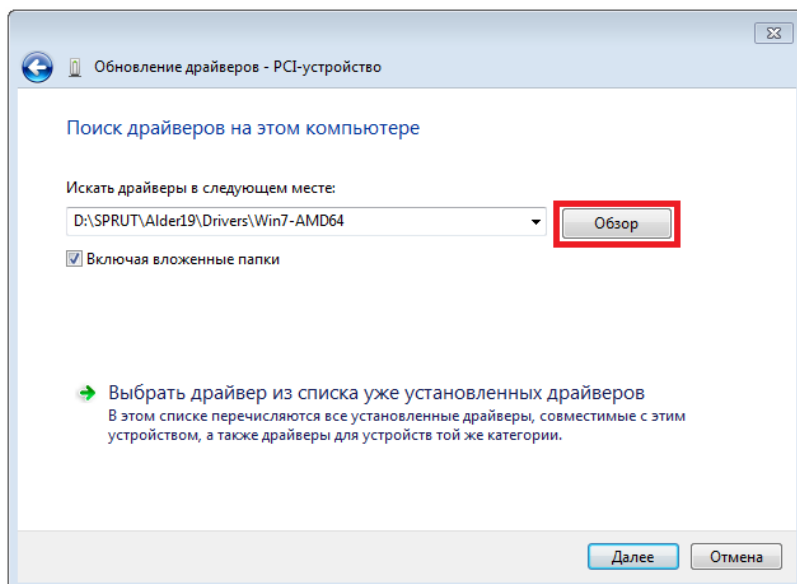 Обновление драйверов - PCI-устройство
Поиск драйверов на этом компьютере
Искать драйверы в следующем месте:
D:\SPRUT\Alder19\Drivers\Win7-AMD64
Обзор
Включая вложенные папки
Выбрать драйвер из списка уже установленных драйверов
В этом списке перечисляются все установленные драйверы, совместимые с этим
устройством, а также драйверы для устройств той же категории.
Далее
Отмена